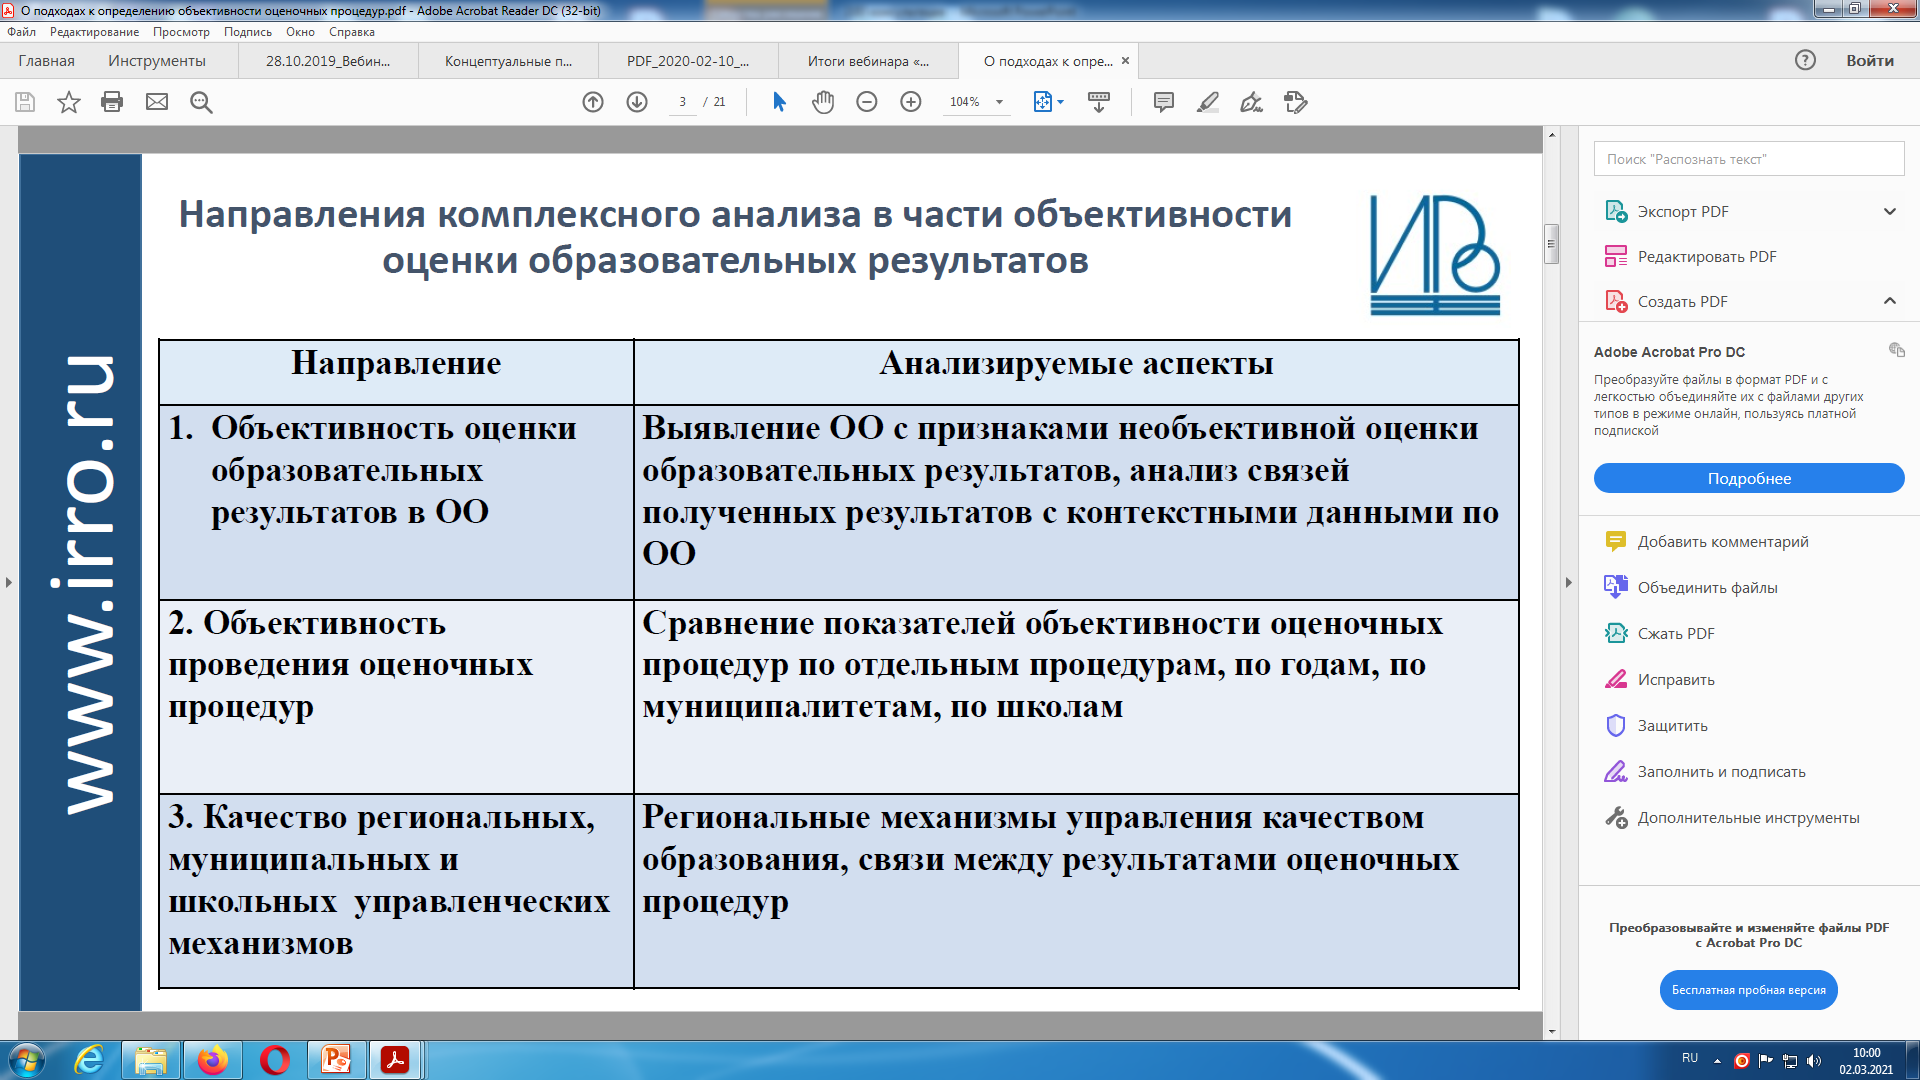 О подходах к определению объективности оценочных процедур.pdf - Adobe Acrobat Reader DC (32-bit)
Файл Редактирование Просмотр Подпись Окно Справка
Главная Инструменты 28.10.2019_Вебин... Концептуальные п... PDF_2020-02-10_... Итоги вебинара «... О подходах к опре... Войти
3 / 21 104%
www.irro.ru
Направления комплексного анализа в части объективности
оценки образовательных результатов
ИРО
Направление
Анализируемые аспекты
1. Объективность оценки
образовательных
результатов в ОО
Выявление ОО с признаками необъективной оценки
образовательных результатов, анализ связей
полученных результатов с контекстными данными по
ОО
2. Объективность
проведения оценочных
процедур
Сравнение показателей объективности оценочных
процедур по отдельным процедурам, по годам, по
муниципалитетам, по школам
3. Качество региональных,
муниципальных и
школьных управленческих
механизмов
Региональные механизмы управления качеством
образования, связи между результатами оценочных
процедур
Поиск "Распознать текст"
Экспорт PDF
Редактировать PDF
Создать PDF
Adobe Acrobat Pro DC
Преобразуйте файлы в формат PDF и с
легкостью объединяйте их с файлами других
типов в режиме онлайн, пользуясь платной
подпиской
Подробнее
Добавить комментарий
Объединить файлы
Сжать PDF
Исправить
Защитить
Заполнить и подписать
Дополнительные инструменты
Преобразовывайте и изменяйте файлы PDF
с Acrobat Pro DC
Бесплатная пробная версия
RU
10:00
02.03.2021